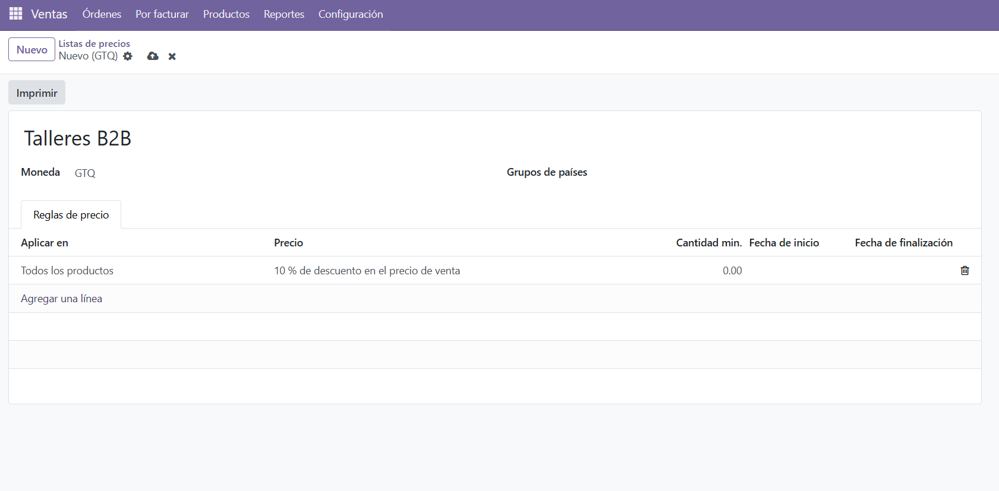 Ventas Órdenes Por facturar Productos Reportes Configuración
Nuevo
Listas de precios
Nuevo (GTQ)
Imprimir
Talleres B2B
Moneda GTQ
Grupos de países
Reglas de precio
Aplicar en Precio Cantidad min. Fecha de inicio Fecha de finalización
Todos los productos 10 % de descuento en el precio de venta 0.00
Agregar una línea